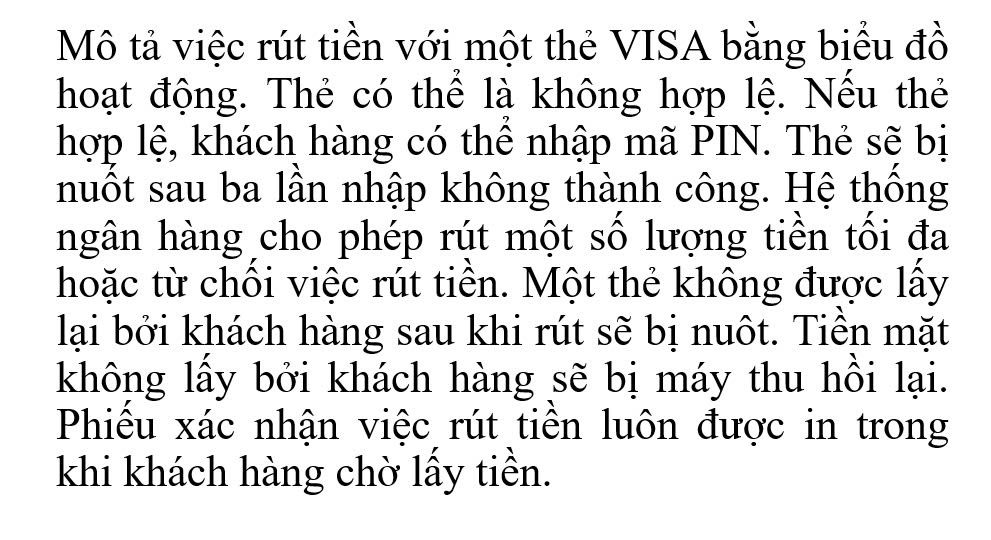 Mô tả việc rút tiền với một thẻ VISA bằng biểu đồ
hoạt động. Thẻ có thể là không hợp lệ. Nếu thẻ
hợp lệ, khách hàng có thể nhập mã PIN. Thẻ sẽ bị
nuốt sau ba lần nhập không thành công. Hệ thống
ngân hàng cho phép rút một số lượng tiền tối đa
hoặc từ chối việc rút tiền. Một thẻ không được lấy
lại bởi khách hàng sau khi rút sẽ bị nuôt. Tiền mặt
không lấy bởi khách hàng sẽ bị máy thu hồi lại.
Phiếu xác nhận việc rút tiền luôn được in trong
khi khách hàng chờ lấy tiền.